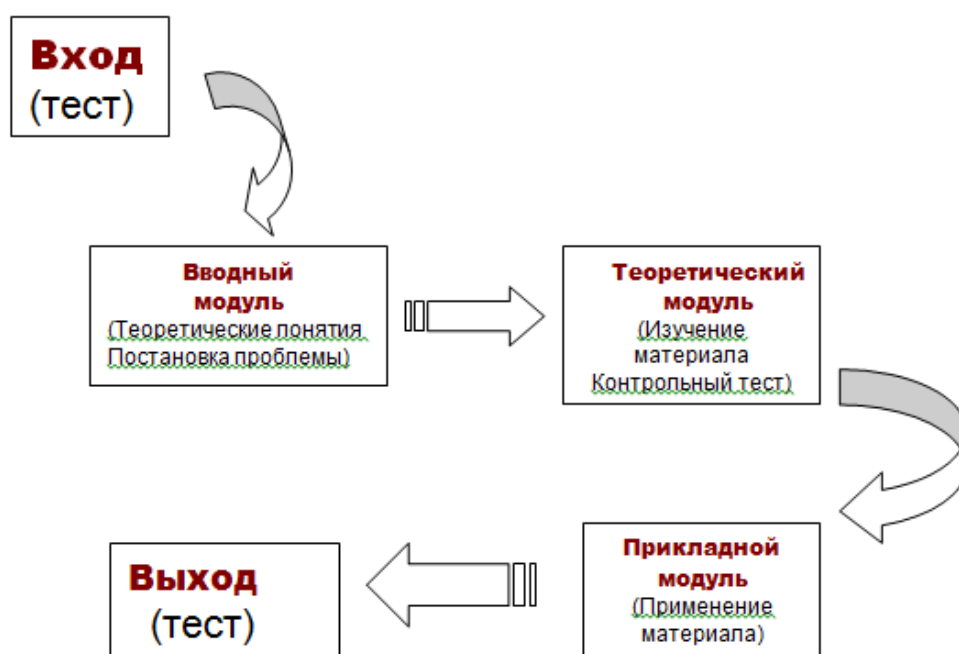 Вход
(тест)
Вводный
модуль
(Теоретические понятия
Постановка проблемы)
Теоретический
модуль
(Изучение
материала
Контрольный тест)
Прикладной
модуль
(Применение
материала)
Выход
(тест)